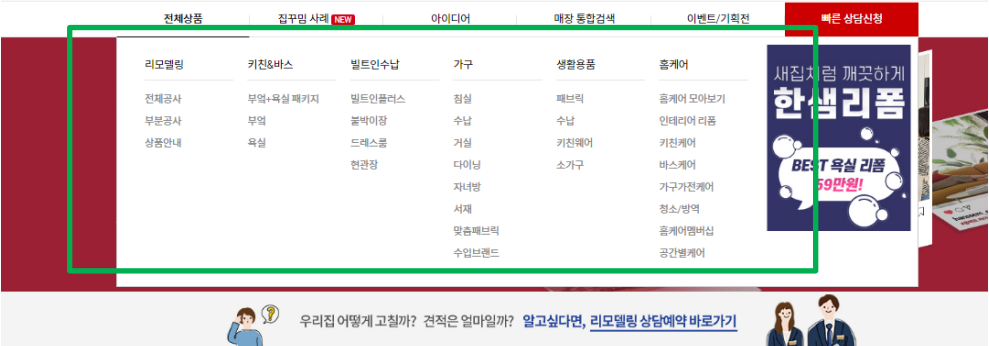 전체상품 집꾸밈 사례 NEW 아이디어 매장 통합검색 이벤트/기획전 빠른 상담신청
리모델링 키친&바스 빌트인수납 가구 생활용품 홈케어
전체공사 부엌+욕실 패키지 빌트인플러스 침실 패브릭 홈케어 모아보기
부분공사 부엌 붙박이장 수납 수납 인테리어 리폼
상품안내 욕실 드레스룸 거실 키친웨어 키친케어
현관장 다이닝 소가구 바스케어
자녀방 가구가전케어
서재 청소/방역
맞춤패브릭 홈케어멤버십
수입브랜드 공간별케어
새집처럼 깨끗하게
한샘리폼
BEST 욕실 리폼
59만원!
우리집 어떻게 고칠까? 견적은 얼마일까? 알고싶다면, 리모델링 상담예약 바로가기